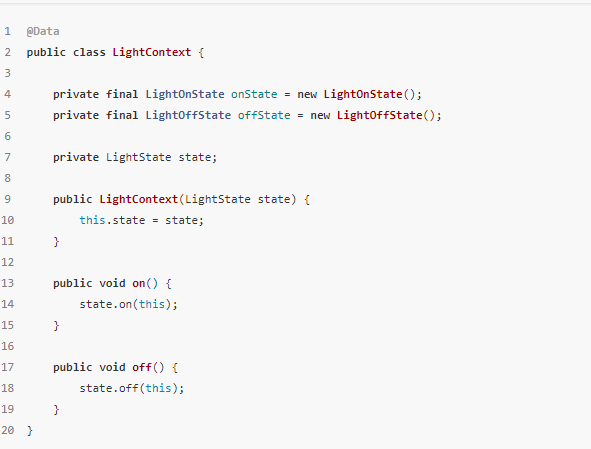 1 @Data
2 public class LightContext {
3
4     private final LightOnState onState = new LightOnState();
5     private final LightOffState offState = new LightOffState();
6
7     private LightState state;
8
9     public LightContext(LightState state) {
10         this.state = state;
11     }
12
13     public void on() {
14         state.on(this);
15     }
16
17     public void off() {
18         state.off(this);
19     }
20 }